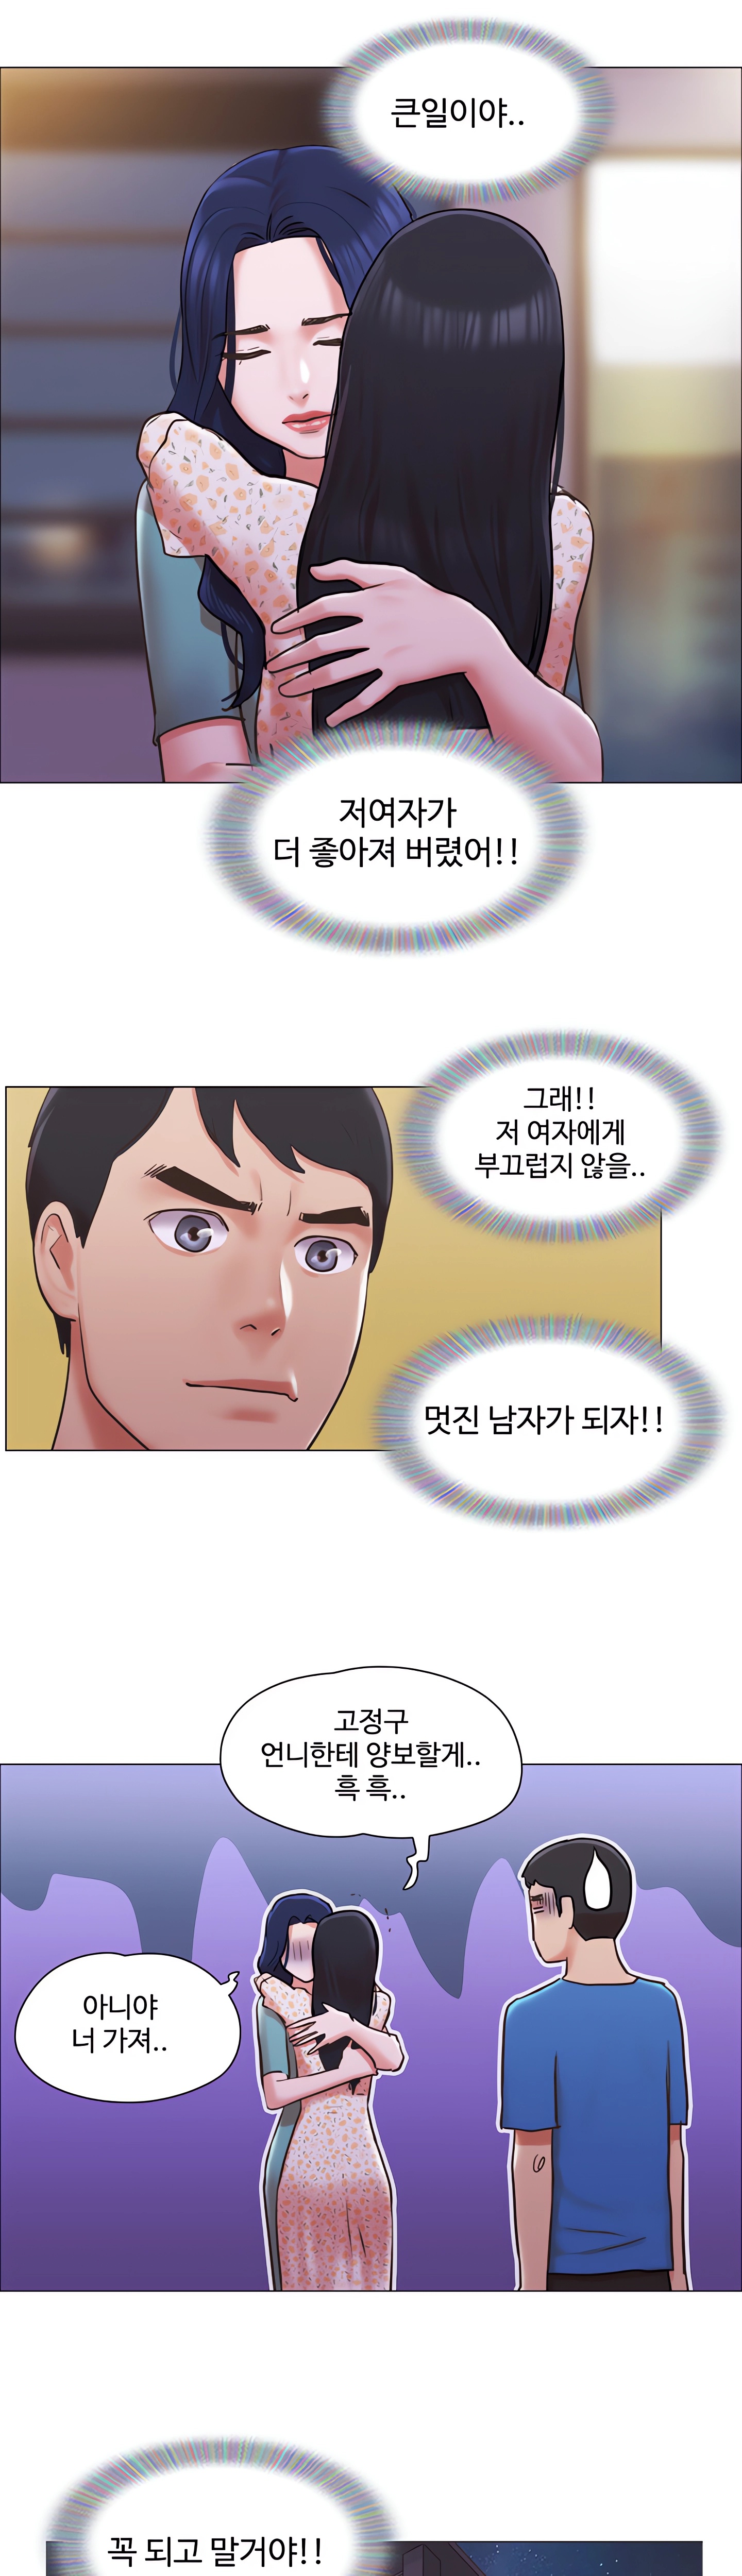 큰일이야..
저여자가
더 좋아져 버렸어!!
그래!!
저 여자에게
부끄럽지 않을..
멋진 남자가 되자!!
고정구
언니한테 양보할게..
흑 흑..
아니야
너 가져..
꼭 되고 말거야!!